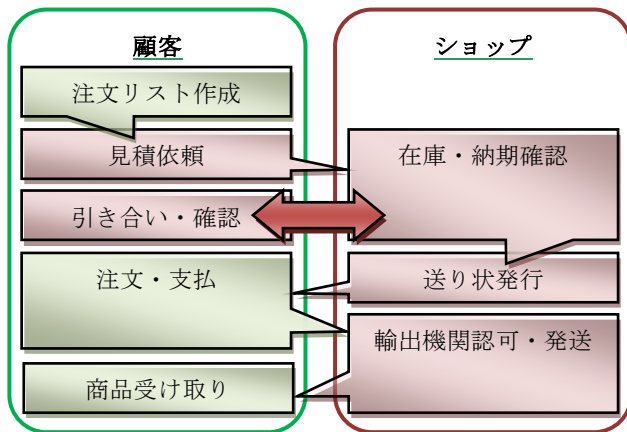 顧客
注文リスト作成
見積依頼
引き合い・確認
注文・支払
商品受け取り
ショップ
在庫・納期確認
送り状発行
輸出機関認可・発送